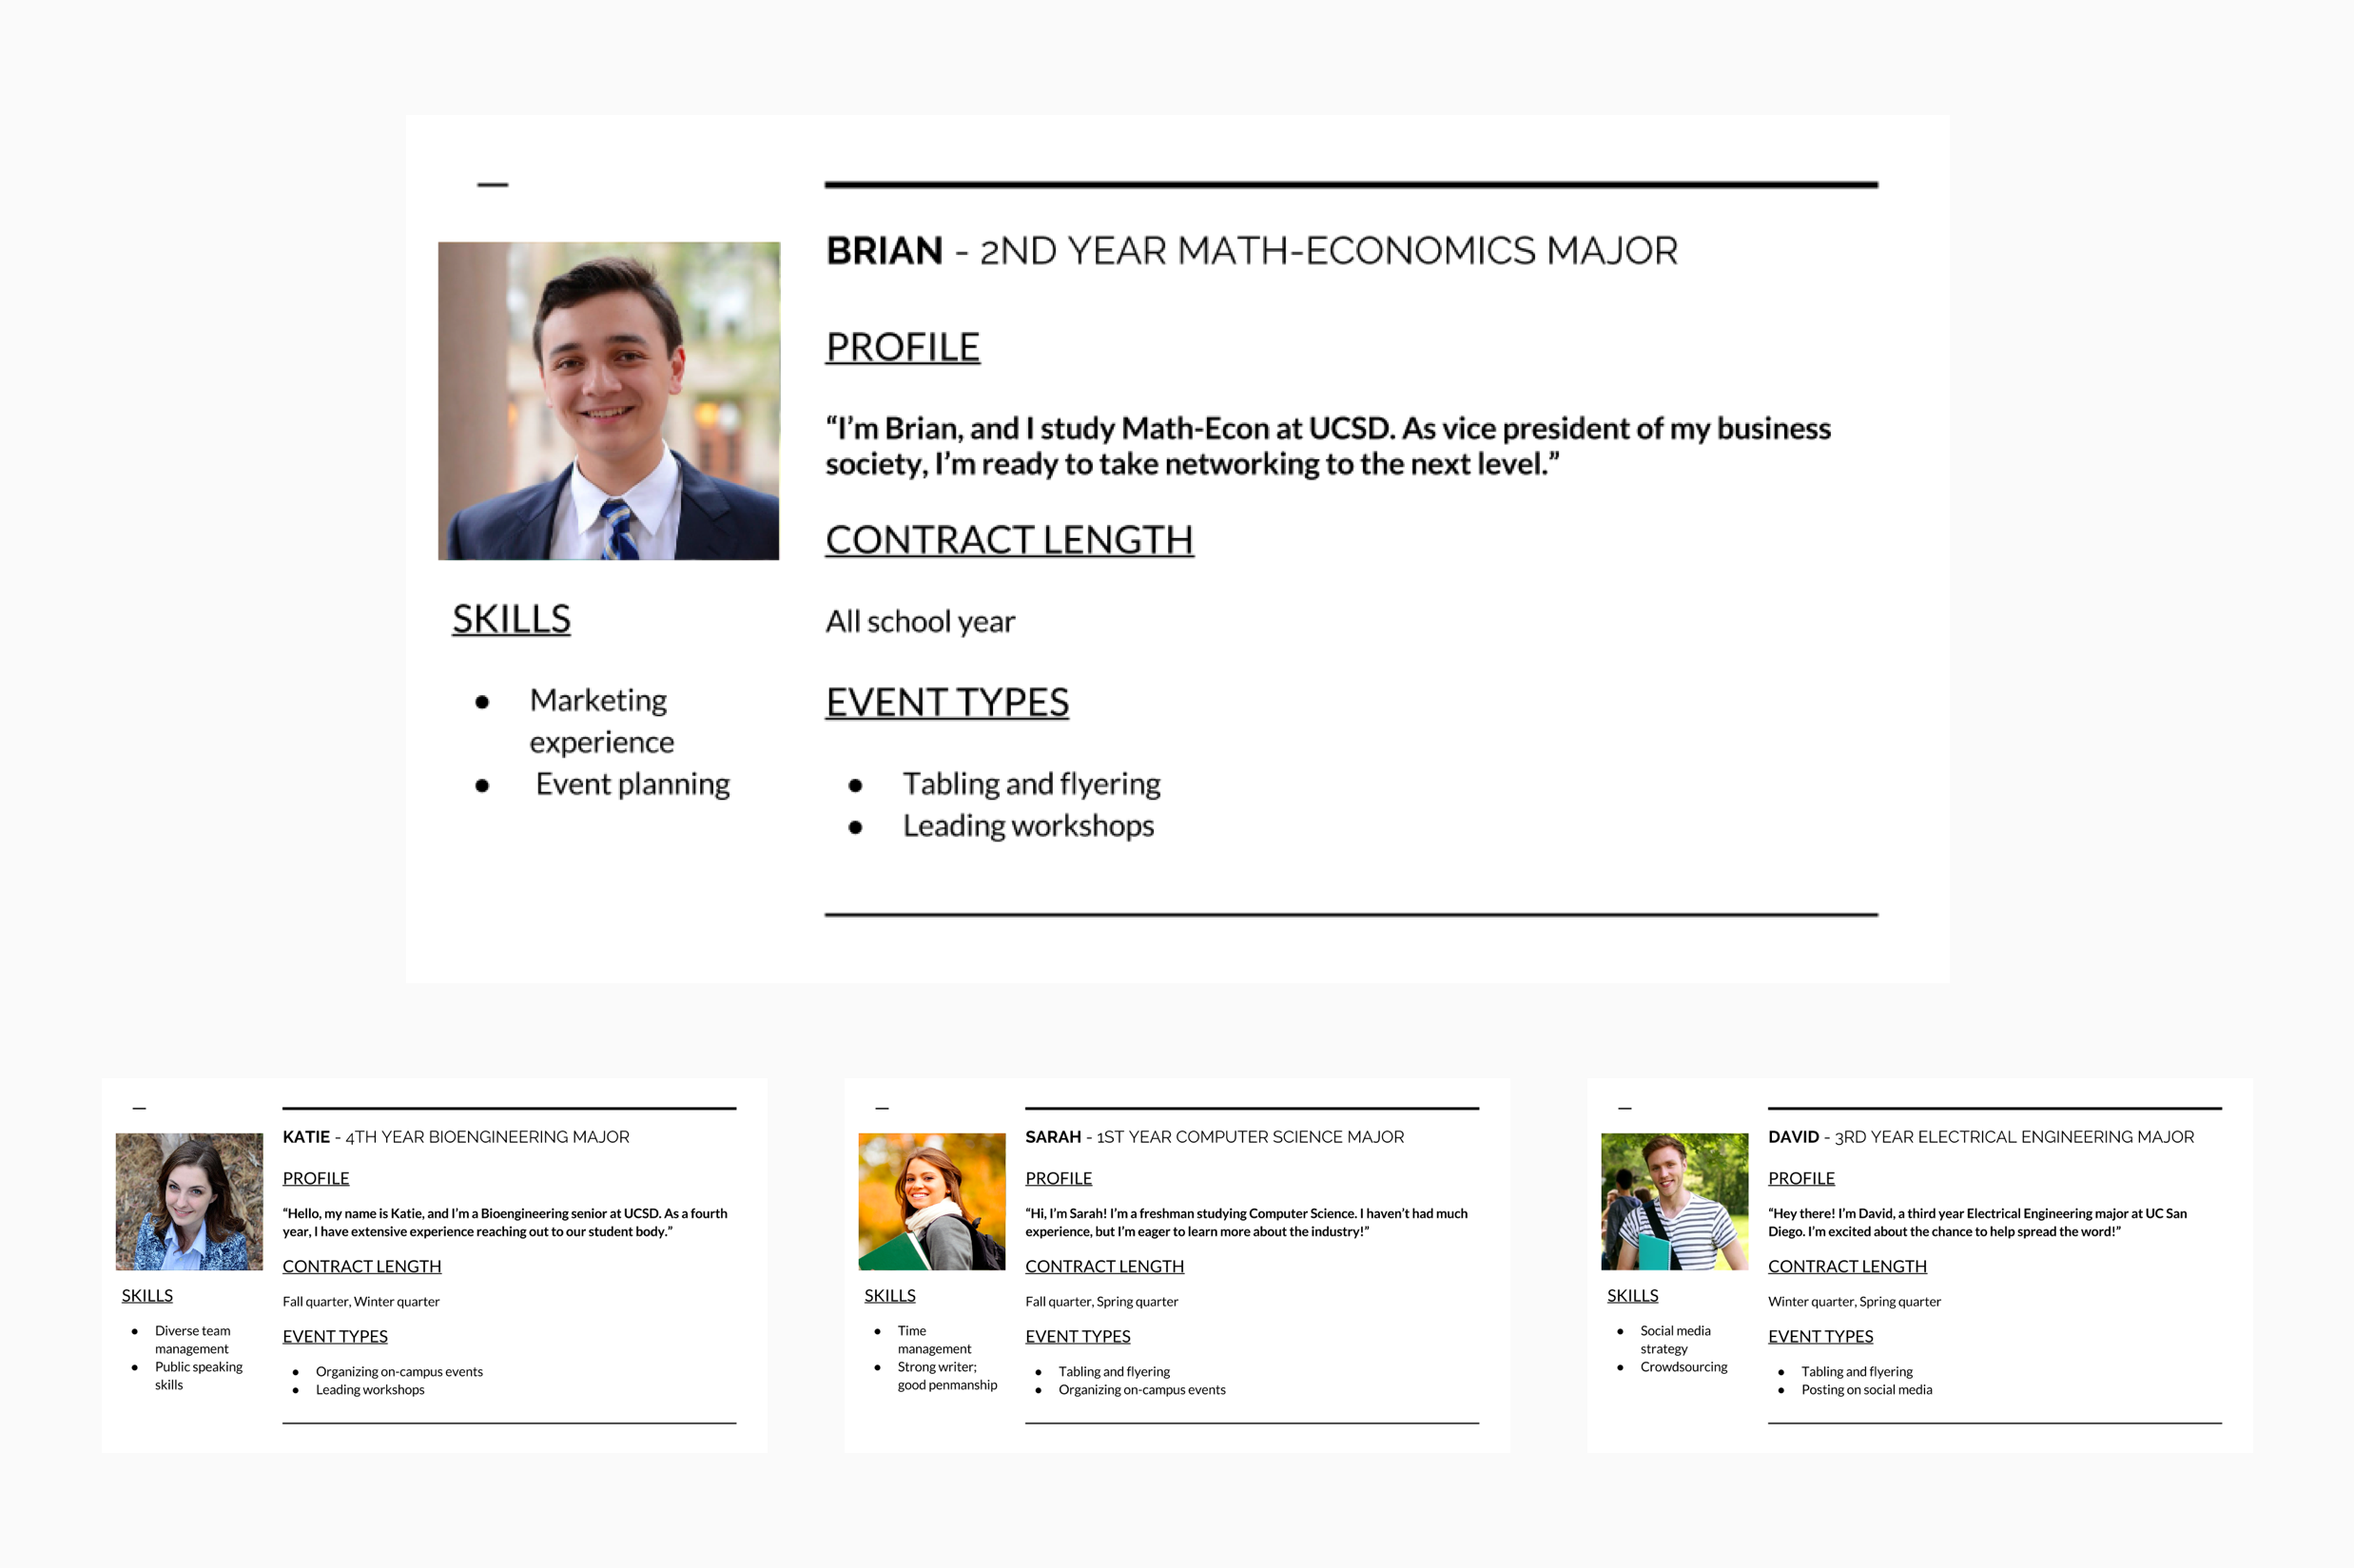 BRIAN - 2ND YEAR MATH-ECONOMICS MAJOR
PROFILE
“I’m Brian, and I study Math-Econ at UCSD. As vice president of my business
society, I’m ready to take networking to the next level.”
CONTRACT LENGTH
All school year
EVENT TYPES
● Tabling and flyering
● Leading workshops
SKILLS
● Marketing
experience
● Event planning
KATIE - 4TH YEAR BIOENGINEERING MAJOR
PROFILE
“Hello, my name is Katie, and I’m a Bioengineering senior at UCSD. As a fourth
year, I have extensive experience reaching out to our student body.”
CONTRACT LENGTH
Fall quarter, Winter quarter
EVENT TYPES
● Organizing on-campus events
● Leading workshops
SKILLS
● Diverse team
management
● Public speaking
skills
SARAH - 1ST YEAR COMPUTER SCIENCE MAJOR
PROFILE
“Hi, I’m Sarah! I’m a freshman studying Computer Science. I haven’t had much
experience, but I’m eager to learn more about the industry!”
CONTRACT LENGTH
Fall quarter, Spring quarter
EVENT TYPES
● Tabling and flyering
● Organizing on-campus events
SKILLS
● Time
management
● Strong writer;
good penmanship
DAVID - 3RD YEAR ELECTRICAL ENGINEERING MAJOR
PROFILE
“Hey there! I’m David, a third year Electrical Engineering major at UC San
Diego. I’m excited about the chance to help spread the word!”
CONTRACT LENGTH
Winter quarter, Spring quarter
EVENT TYPES
● Tabling and flyering
● Posting on social media
SKILLS
● Social media
strategy
● Crowdsourcing